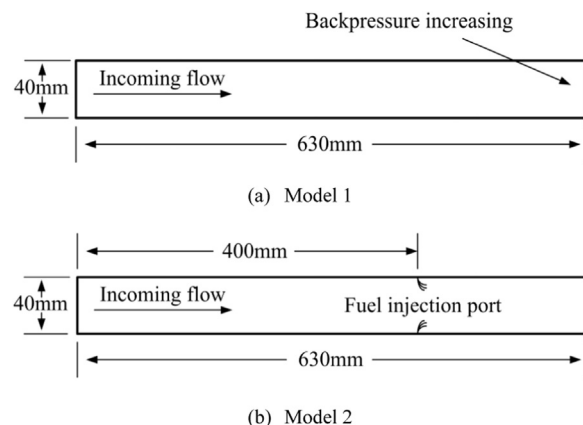 Backpressure increasing
40mm
Incoming flow
630mm
(a) Model 1
400mm
40mm
Incoming flow
Fuel injection port
630mm
(b) Model 2